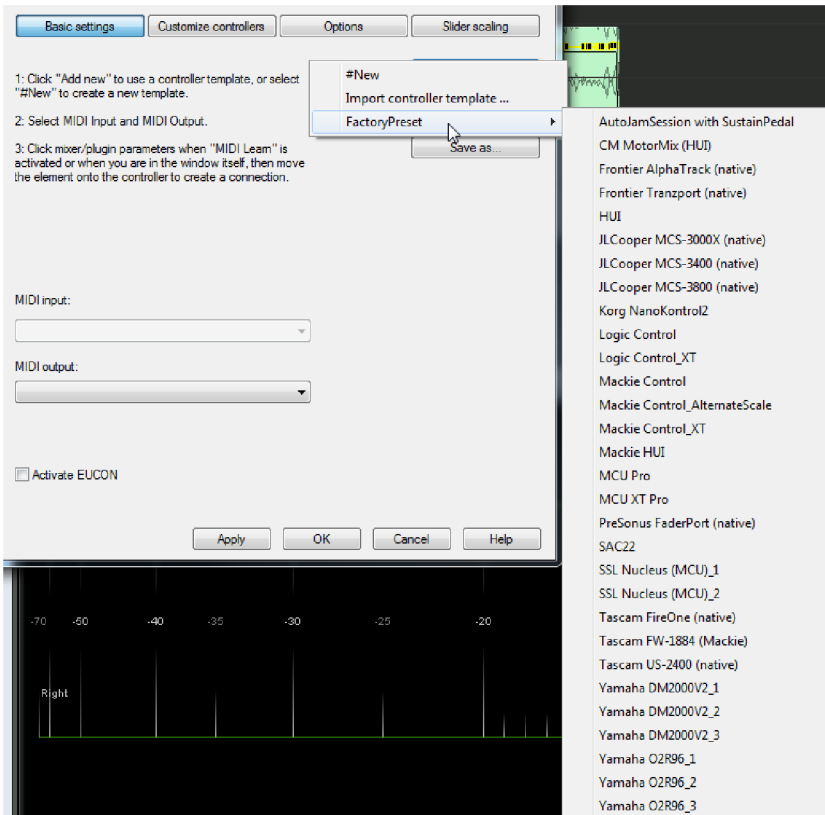 Basic settings
Customize controllers
Options
Slider scaling
1: Click "Add new" to use a controller template, or select
"#New" to create a new template.
2: Select MIDI Input and MIDI Output.
3: Click mixer/plugin parameters when "MIDI Learn" is
activated or when you are in the window itself, then move
the element onto the controller to create a connection.
#New
Import controller template ...
FactoryPreset
Save as...
MIDI input:
MIDI output:
Activate EUCON
Apply
OK
Cancel
Help
AutoJamSession with SustainPedal
CM MotorMix (HUI)
Frontier AlphaTrack (native)
Frontier Tranzport (native)
HUI
JLCooper MCS-3000X (native)
JLCooper MCS-3400 (native)
JLCooper MCS-3800 (native)
Korg NanoKontrol2
Logic Control
Logic Control_XT
Mackie Control
Mackie Control_AlternateScale
Mackie Control_XT
Mackie HUI
MCU Pro
MCU XT Pro
PreSonus FaderPort (native)
SAC22
SSL Nucleus (MCU)_1
SSL Nucleus (MCU)_2
Tascam FireOne (native)
Tascam FW-1884 (Mackie)
Tascam US-2400 (native)
Yamaha DM2000V2_1
Yamaha DM2000V2_2
Yamaha DM2000V2_3
Yamaha O2R96_1
Yamaha O2R96_2
Yamaha O2R96_3
-70 -50 -40 -35 -30 -25 -20
Right